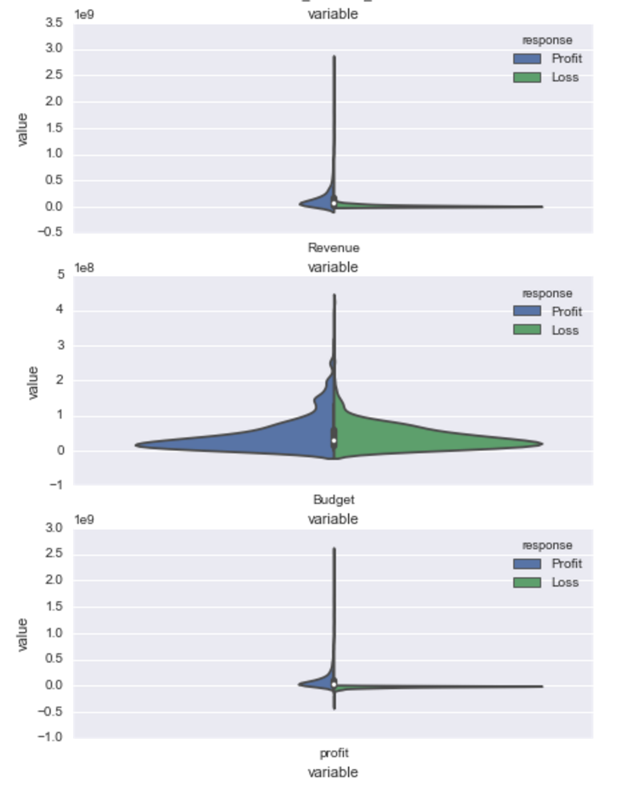 variable
1e9
3.5
response
3.0
Profit
2.5
Loss
2.0
value
1.5
1.0
0.5
0.0
−0.5
Revenue
variable
1e8
5
response
4
Profit
Loss
3
value
2
1
0
−1
Budget
variable
1e9
3.0
response
2.5
Profit
Loss
2.0
1.5
value
1.0
0.5
0.0
−0.5
−1.0
profit
variable